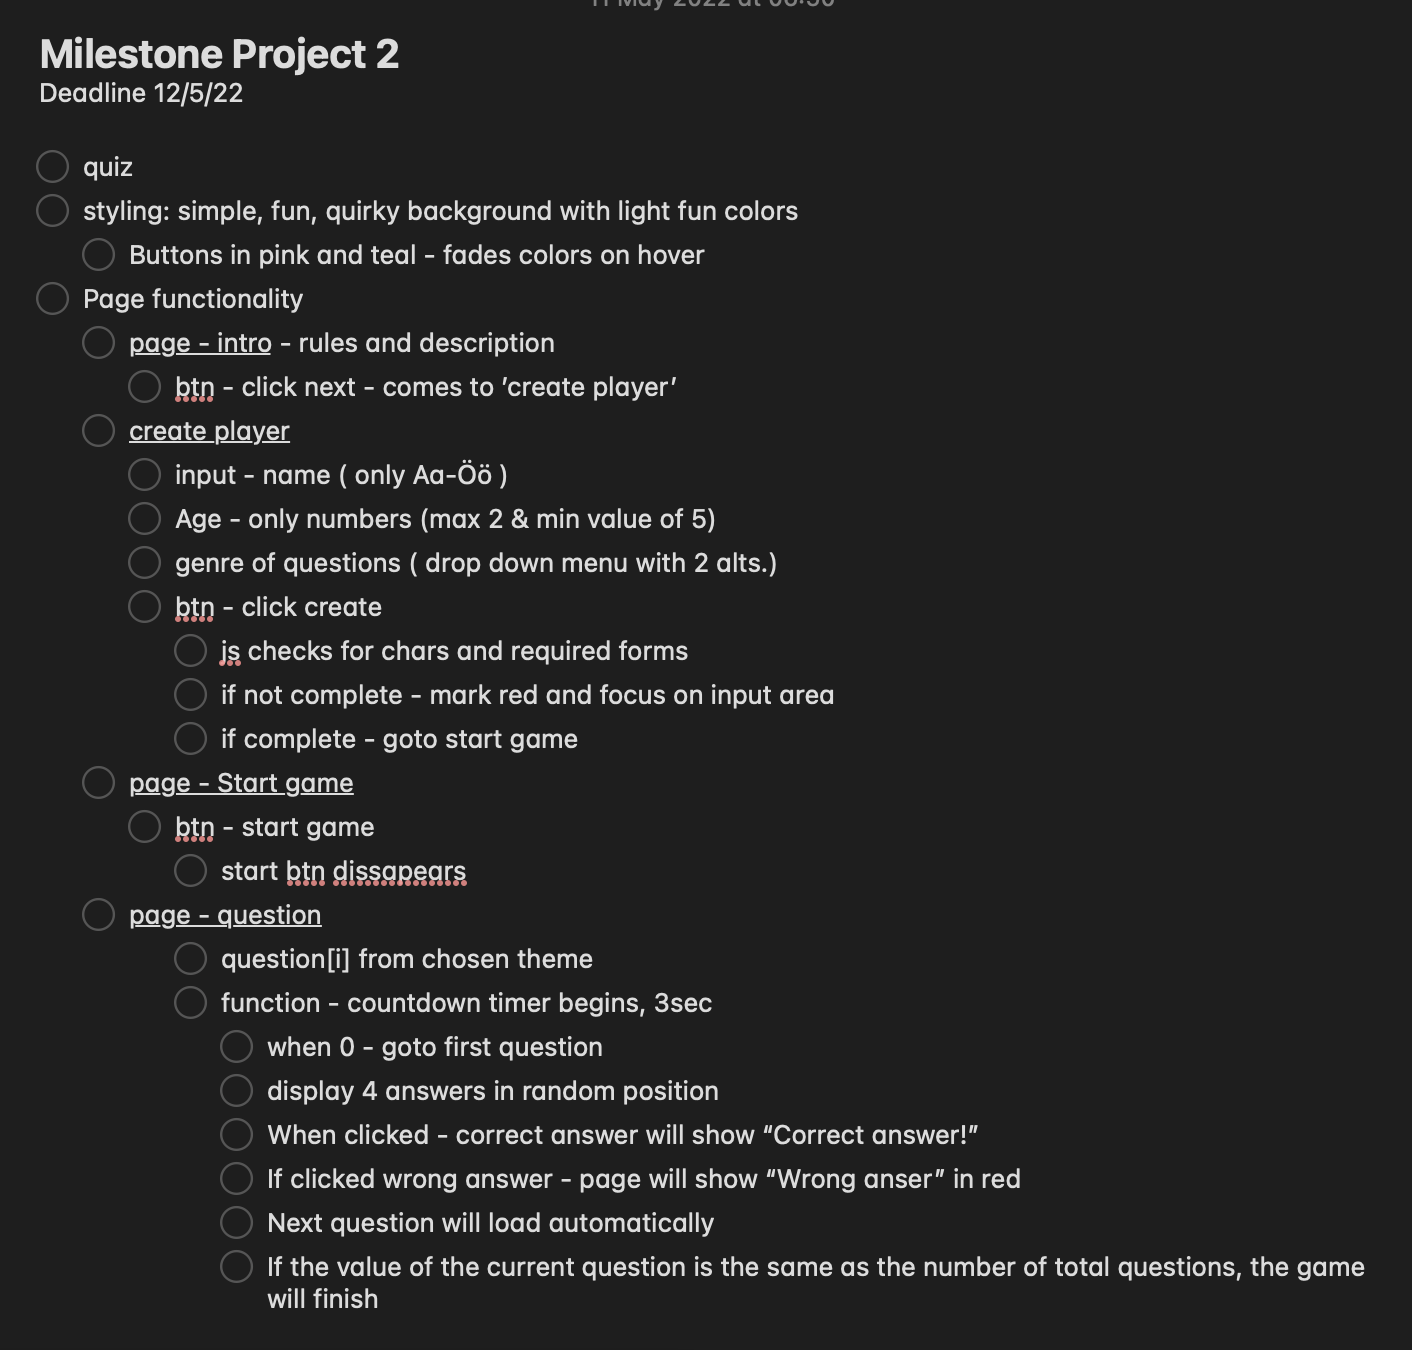 11 May 2022 at
Milestone Project 2
Deadline 12/5/22
quiz
styling: simple, fun, quirky background with light fun colors
Buttons in pink and teal - fades colors on hover
Page functionality
page - intro - rules and description
btn - click next - comes to ’create player’
create player
input - name ( only Aa-Öö )
Age - only numbers (max 2 & min value of 5)
genre of questions ( drop down menu with 2 alts.)
btn - click create
js checks for chars and required forms
if not complete - mark red and focus on input area
if complete - goto start game
page - Start game
btn - start game
start btn dissapears
page - question
question[i] from chosen theme
function - countdown timer begins, 3sec
when 0 - goto first question
display 4 answers in random position
When clicked - correct answer will show “Correct answer!”
If clicked wrong answer - page will show “Wrong anser” in red
Next question will load automatically
If the value of the current question is the same as the number of total questions, the game
will finish